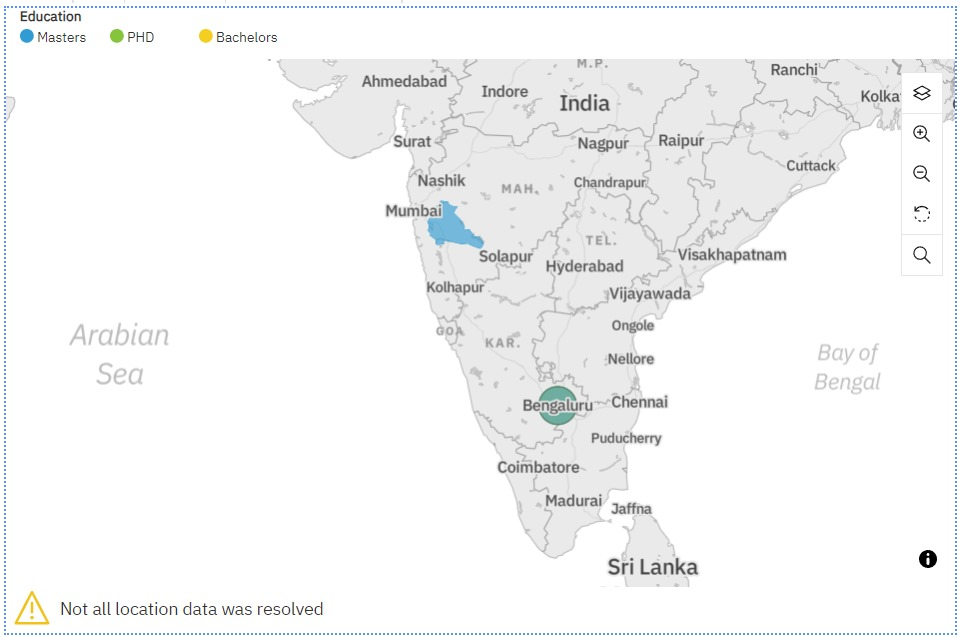 Education
Masters PHD Bachelors
M.P.
Ranchi
Ahmedabad
Indore
India
Kolka
Surat
Nagpur
Raipur
Cuttack
Nashik
MAH.
Chandrapur
Mumbai
TEL.
Solapur
Hyderabad
Visakhapatnam
Kolhapur
Vijayawada
Arabian
Sea
GOA
KAR.
Ongole
Nellore
Bay of
Bengal
Bengaluru
Chennai
Puducherry
Coimbatore
Madurai
Jaffna
Sri Lanka
Not all location data was resolved